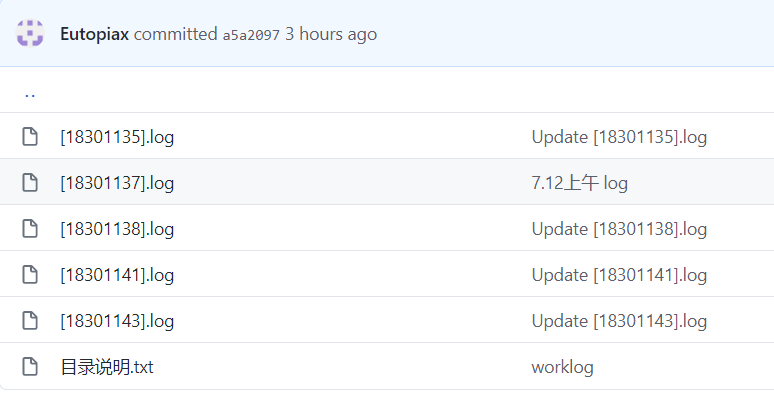 Eutopiax committed a5a2097 3 hours ago
..
[18301135].log Update [18301135].log
[18301137].log 7.12上午 log
[18301138].log Update [18301138].log
[18301141].log Update [18301141].log
[18301143].log Update [18301143].log
目录说明.txt worklog